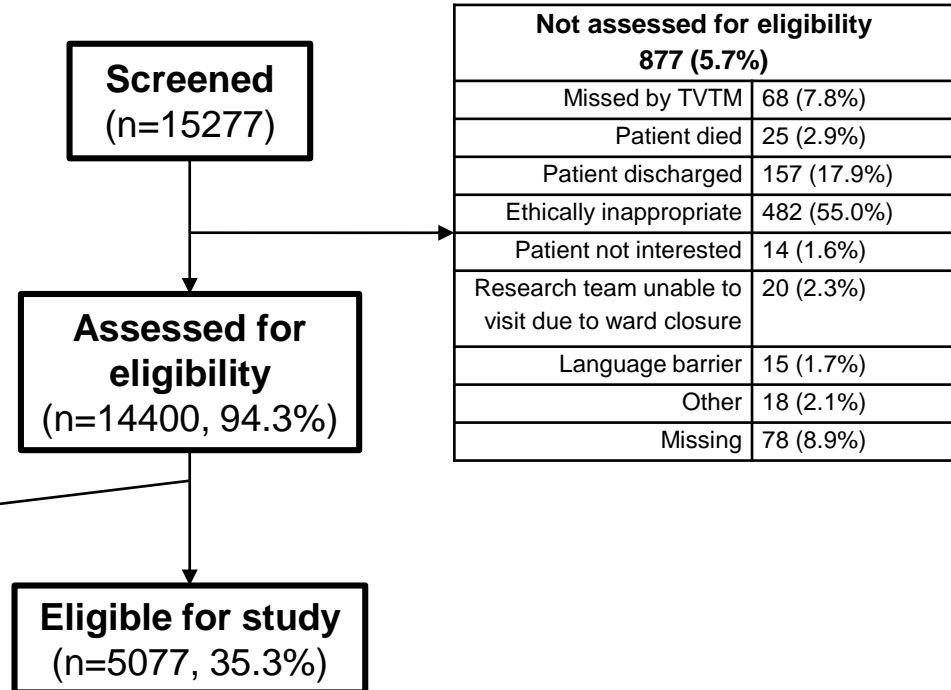 Screened
(n=15277)
Not assessed for eligibility
877 (5.7%)
Missed by TVTM 68 (7.8%)
Patient died 25 (2.9%)
Patient discharged 157 (17.9%)
Ethically inappropriate 482 (55.0%)
Patient not interested 14 (1.6%)
Research team unable to 20 (2.3%)
visit due to ward closure
Language barrier 15 (1.7%)
Other 18 (2.1%)
Missing 78 (8.9%)
Assessed for
eligibility
(n=14400, 94.3%)
Eligible for study
(n=5077, 35.3%)